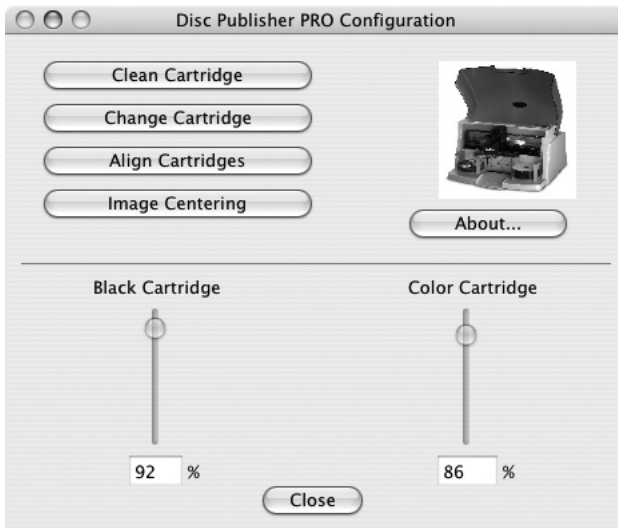 Disc Publisher PRO Configuration
Clean Cartridge
Change Cartridge
Align Cartridges
Image Centering
About...
Black Cartridge
Color Cartridge
92 %
86 %
Close